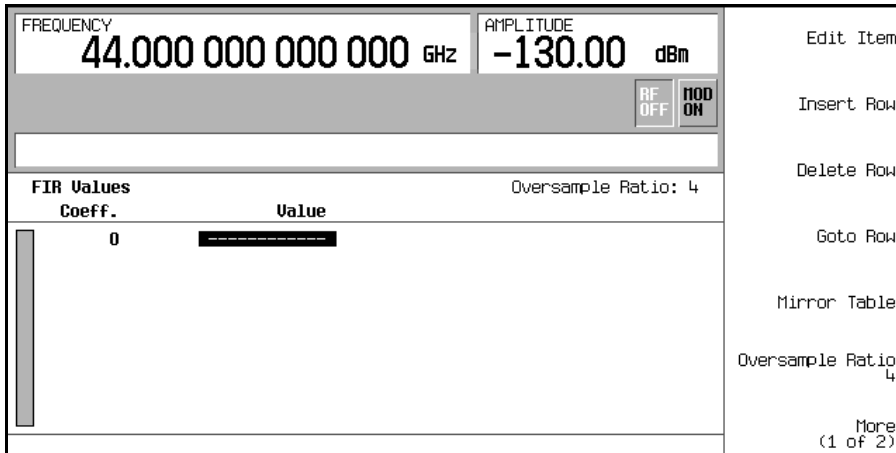 FREQUENCY
44.000 000 000 000 GHz
AMPLITUDE
-130.00 dBm
RF OFF
MOD ON
FIR Values
Oversample Ratio: 4
Coeff. Value
0 ------------
Edit Item
Insert Row
Delete Row
Goto Row
Mirror Table
Oversample Ratio
4
More
(1 of 2)